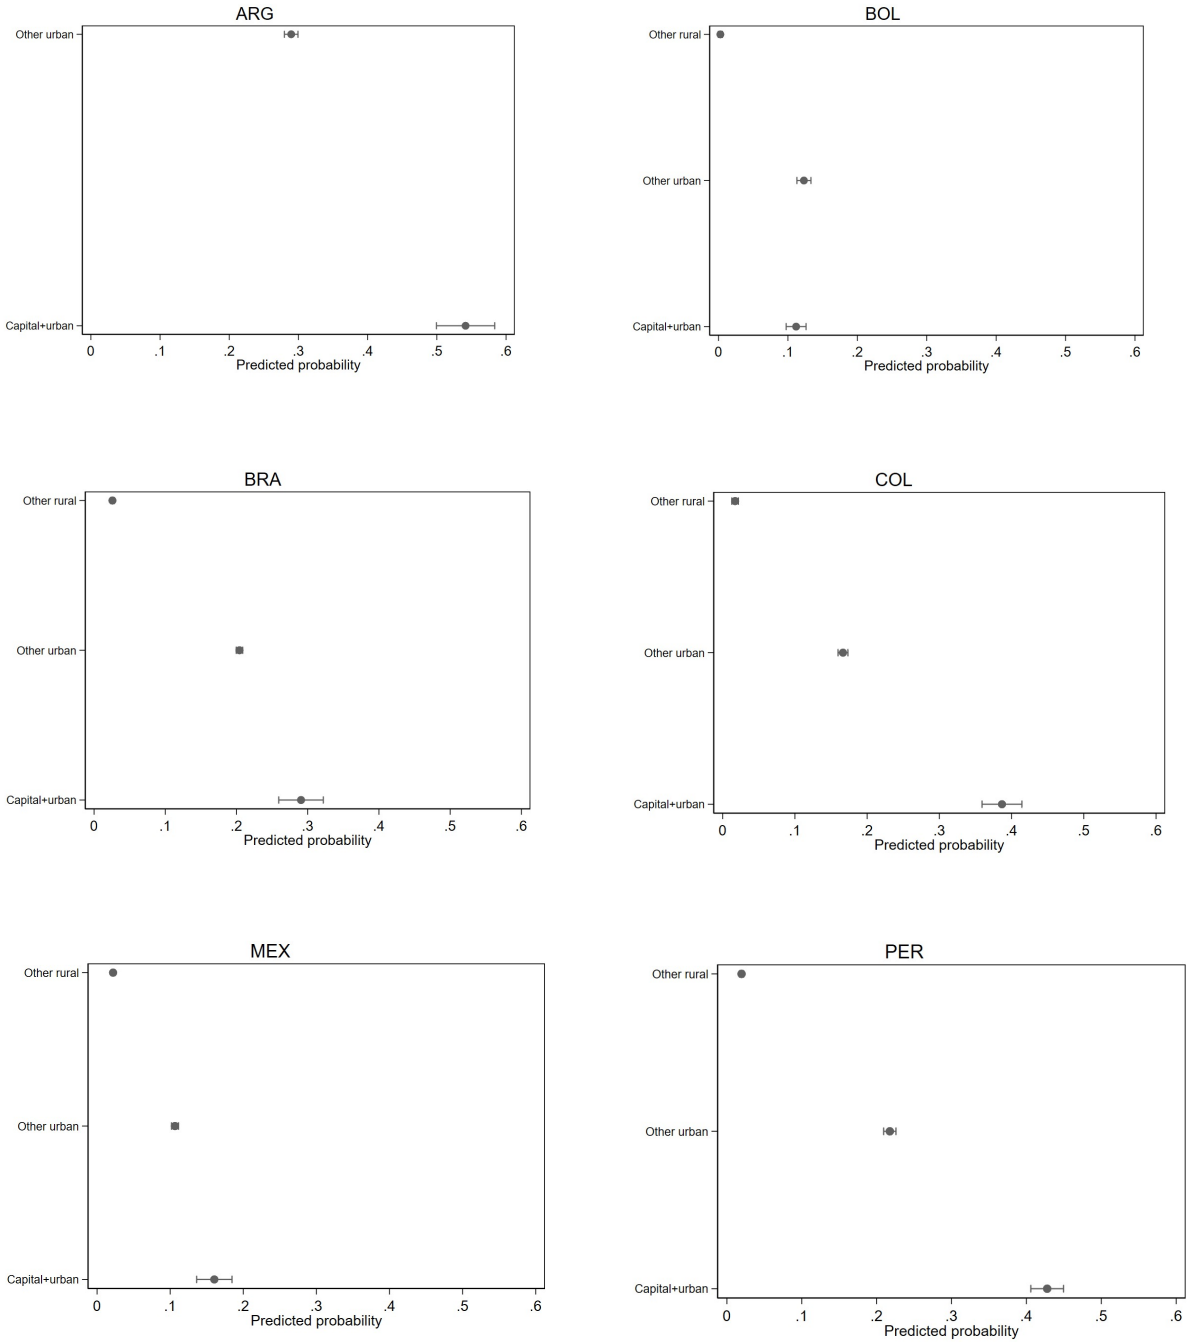 ARG
Other urban
Capital+urban
0 .1 .2 .3 .4 .5 .6
Predicted probability
BOL
Other rural
Other urban
Capital+urban
0 .1 .2 .3 .4 .5 .6
Predicted probability
BRA
Other rural
Other urban
Capital+urban
0 .1 .2 .3 .4 .5 .6
Predicted probability
COL
Other rural
Other urban
Capital+urban
0 .1 .2 .3 .4 .5 .6
Predicted probability
MEX
Other rural
Other urban
Capital+urban
0 .1 .2 .3 .4 .5 .6
Predicted probability
PER
Other rural
Other urban
Capital+urban
0 .1 .2 .3 .4 .5 .6
Predicted probability